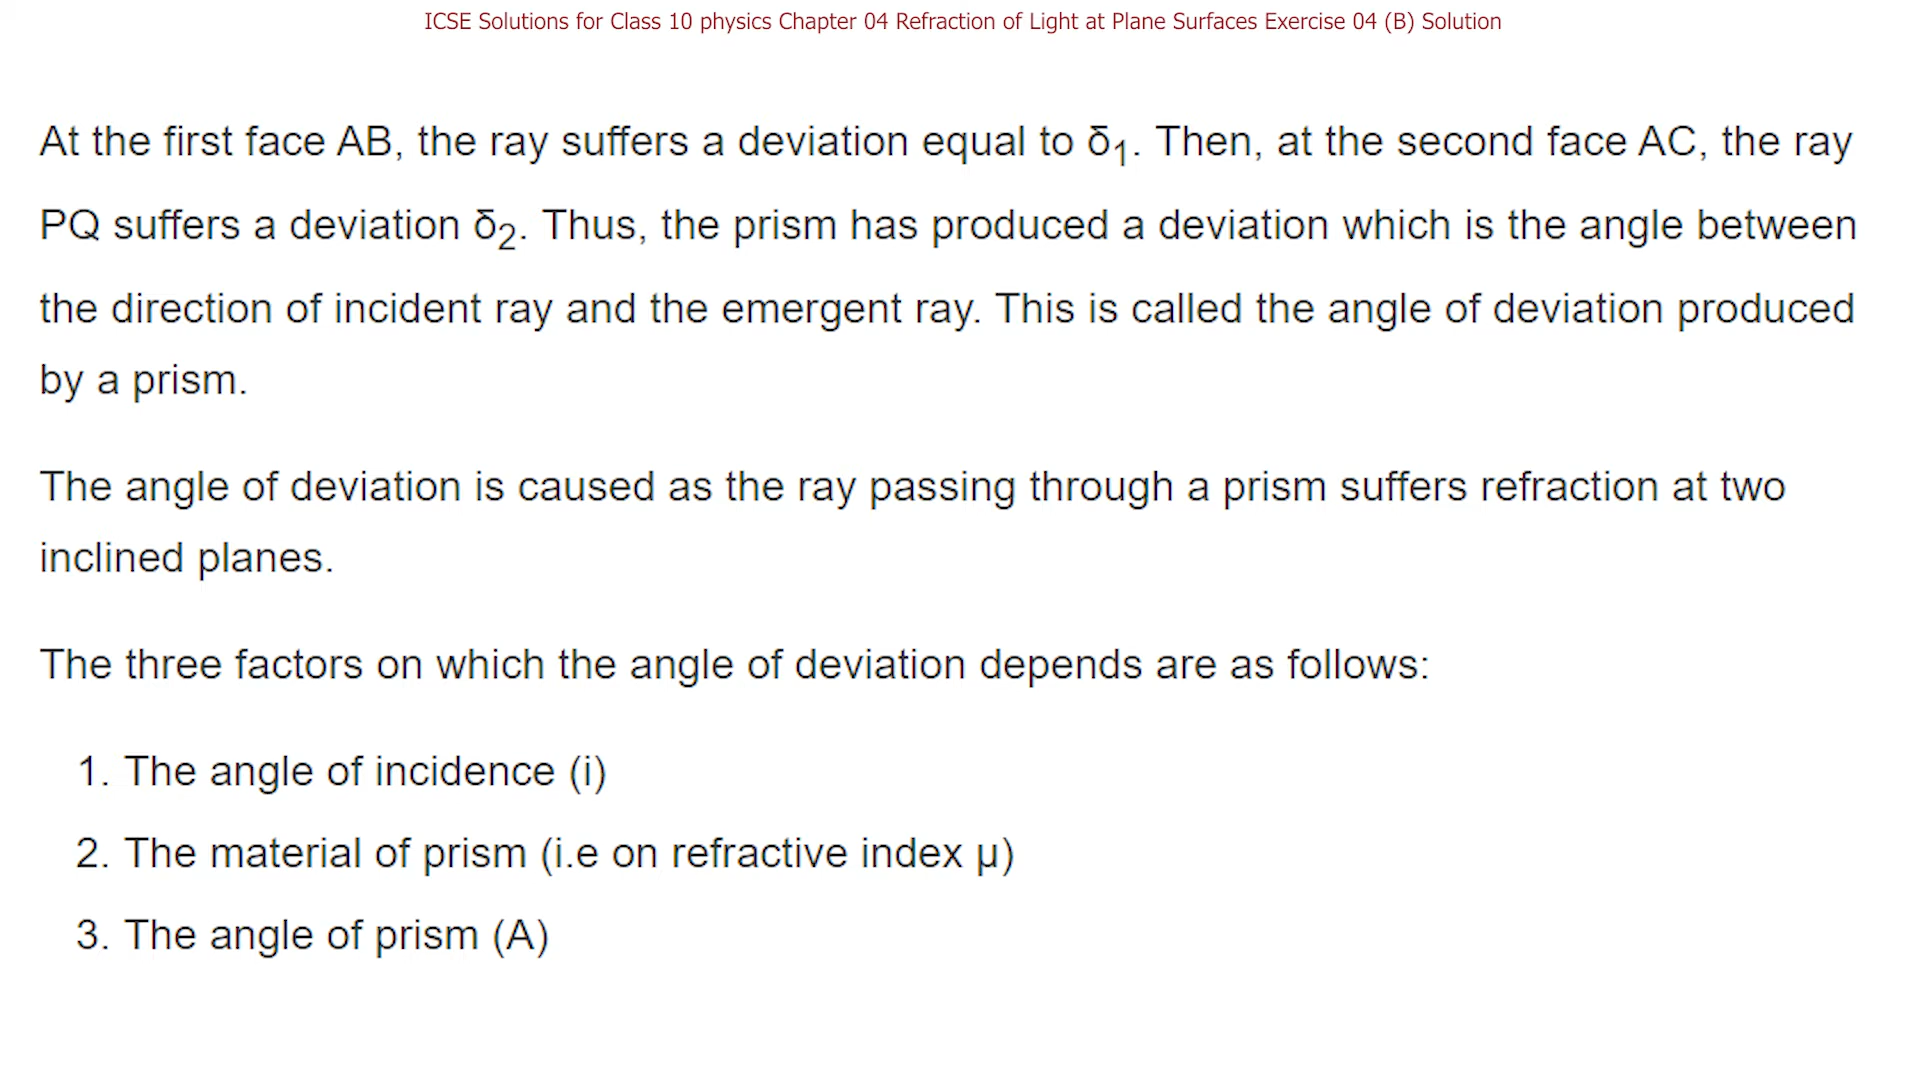 ICSE Solutions for Class 10 physics Chapter 04 Refraction of Light at Plane Surfaces Exercise 04 (B) Solution
At the first face AB, the ray suffers a deviation equal to δ₁. Then, at the second face AC, the ray
PQ suffers a deviation δ₂. Thus, the prism has produced a deviation which is the angle between
the direction of incident ray and the emergent ray. This is called the angle of deviation produced
by a prism.
The angle of deviation is caused as the ray passing through a prism suffers refraction at two
inclined planes.
The three factors on which the angle of deviation depends are as follows:
1. The angle of incidence (i)
2. The material of prism (i.e on refractive index μ)
3. The angle of prism (A)